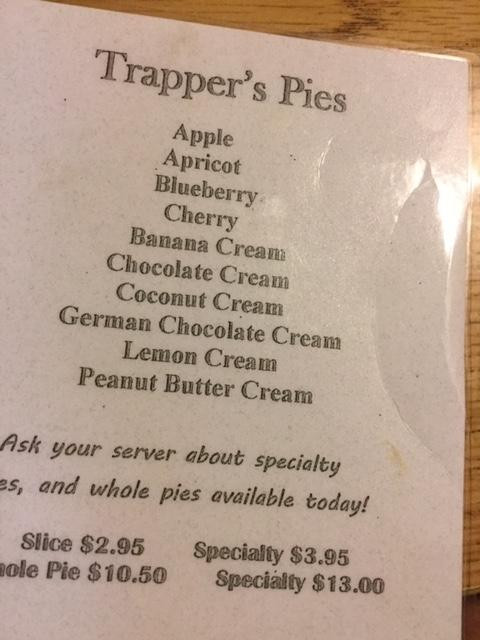 Trapper's Pies
Apple
Apricot
Blueberry
Cherry
Banana Cream
Chocolate Cream
Coconut Cream
German Chocolate Cream
Lemon Cream
Peanut Butter Cream
Ask your server about specialty
es, and whole pies available today!
Slice $2.95 Specialty $3.95
hole Pie $10.50 Specialty $13.00